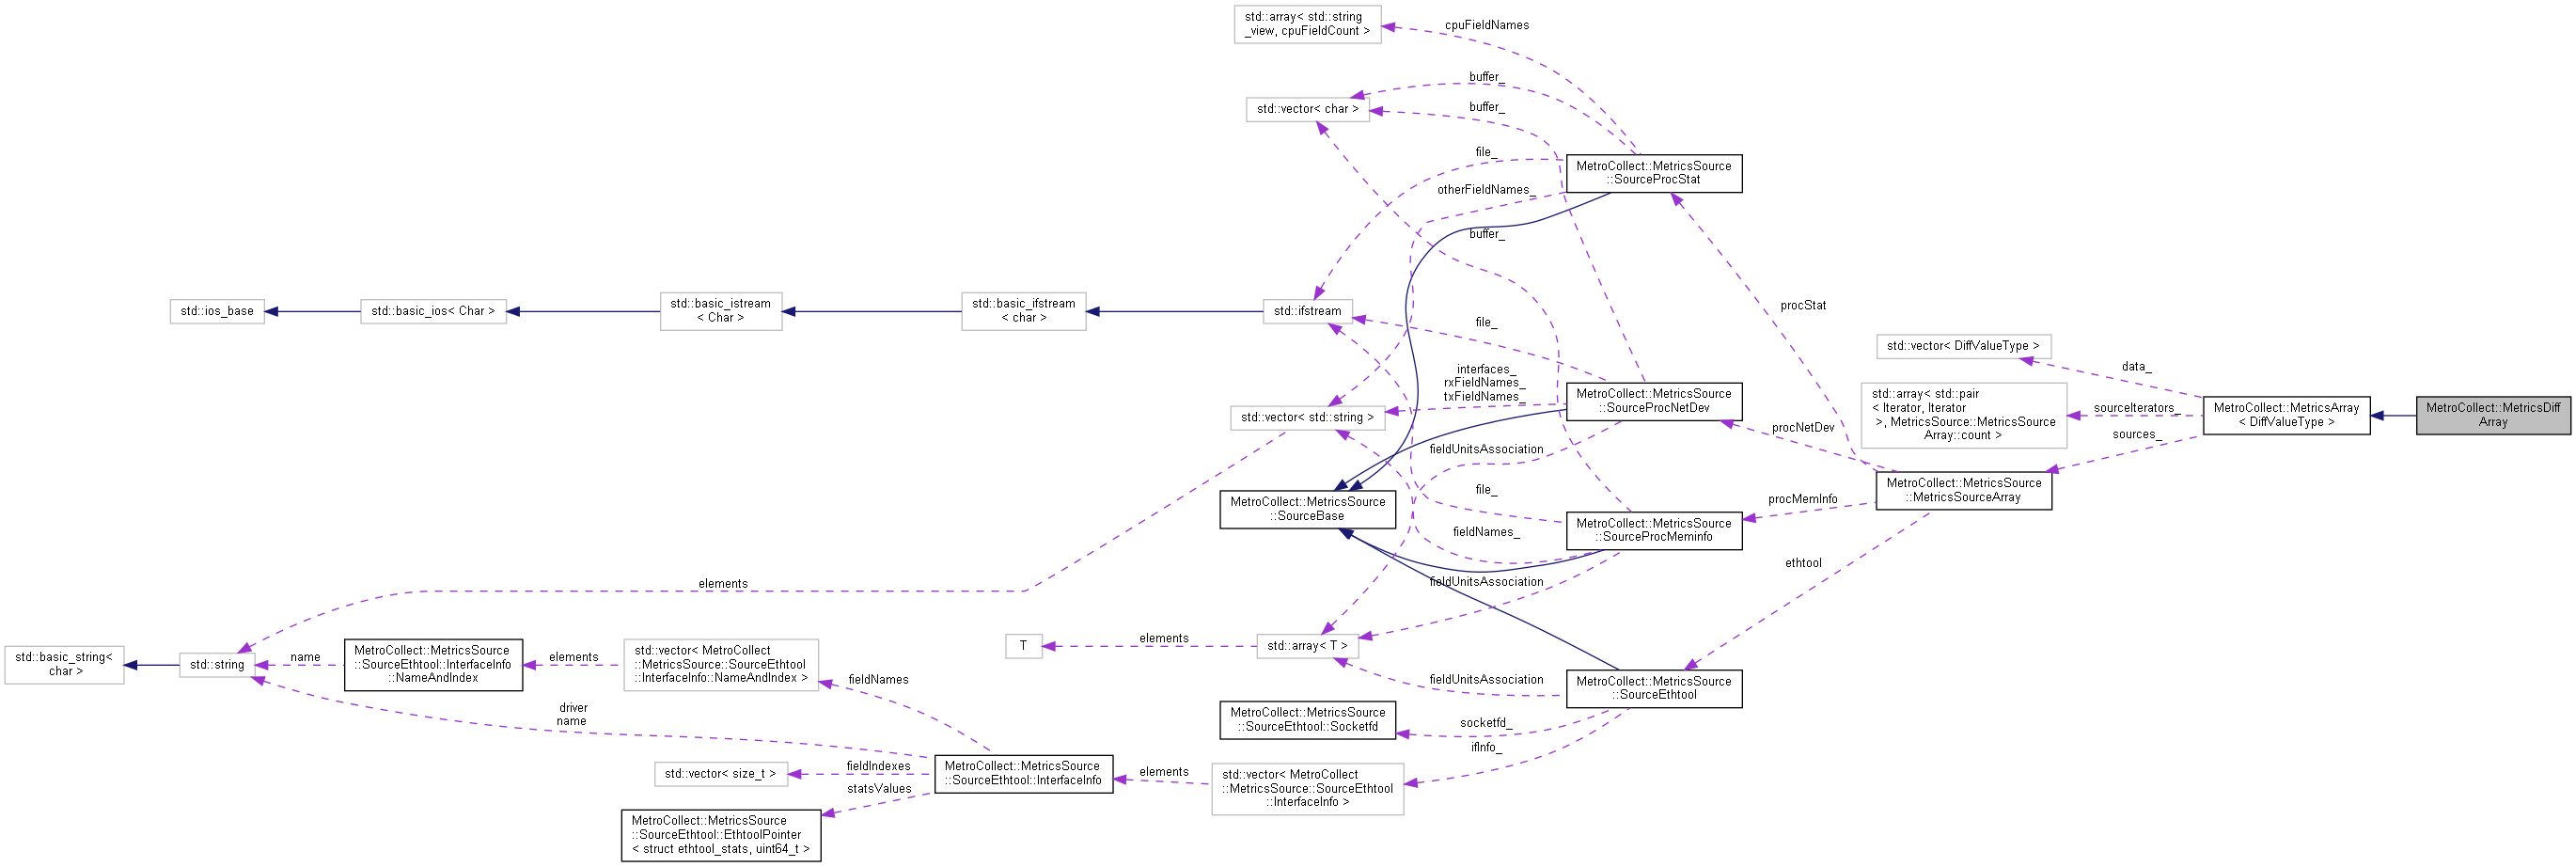 std::array< std::string
_view, cpuFieldCount >
cpuFieldNames
buffer_
std::vector< char >
buffer_
file_
MetroCollect::MetricsSource
::SourceProcStat
otherFieldNames_
buffer_
std::ios_base
std::basic_ios< Char >
std::basic_istream
< Char >
std::basic_ifstream
< char >
std::ifstream
file_
procStat
std::vector< DiffValueType >
data_
interfaces_
rxFieldNames_
txFieldNames_
MetroCollect::MetricsSource
::SourceProcNetDev
std::array< std::pair
< Iterator, Iterator
>, MetricsSource::MetricsSource
Array::count >
sourceIterators_
MetroCollect::MetricsArray
< DiffValueType >
MetroCollect::MetricsDiff
Array
std::vector< std::string >
procNetDev
sources_
fieldUnitsAssociation
MetroCollect::MetricsSource
::MetricsSourceArray
MetroCollect::MetricsSource
::SourceBase
file_
procMemInfo
fieldNames_
MetroCollect::MetricsSource
::SourceProcMeminfo
elements
fieldUnitsAssociation
ethtool
std::basic_string<
char >
std::string
name
MetroCollect::MetricsSource
::SourceEthtool::InterfaceInfo
::NameAndIndex
elements
std::vector< MetroCollect
::MetricsSource::SourceEthtool
::InterfaceInfo::NameAndIndex >
T
elements
std::array< T >
fieldNames
fieldUnitsAssociation
MetroCollect::MetricsSource
::SourceEthtool
driver
name
MetroCollect::MetricsSource
::SourceEthtool::Socketfd
socketfd_
ifInfo_
std::vector< size_t >
fieldIndexes
statsValues
MetroCollect::MetricsSource
::SourceEthtool::InterfaceInfo
elements
std::vector< MetroCollect
::MetricsSource::SourceEthtool
::InterfaceInfo >
MetroCollect::MetricsSource
::SourceEthtool::EthtoolPointer
< struct ethtool_stats, uint64_t >